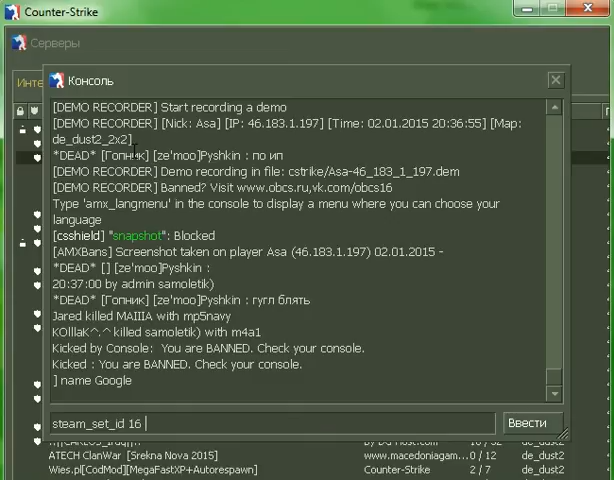 Counter-Strike
Серверы
Инте
Консоль
[DEMO RECORDER] Start recording a demo
[DEMO RECORDER] [Nick: Asa] [IP: 46.183.1.197] [Time: 02.01.2015 20:36:55] [Map:
de_dust2_2x2]
*DEAD* [Гопник] [ze'moo]Pyshkin : по ип
[DEMO RECORDER] Demo recording in file: cstrike/Asa-46_183_1_197.dem
[DEMO RECORDER] Banned? Visit www.obcs.ru,vk.com/obcs16
Type 'amx_langmenu' in the console to display a menu where you can choose your
language
[csshield] "snapshot": Blocked
[AMXBans] Screenshot taken on player Asa (46.183.1.197) 02.01.2015 -
*DEAD* [] [ze'moo]Pyshkin :
20:37:00 by admin samoletik)
*DEAD* [Гопник] [ze'moo]Pyshkin : гугл блять
Jared killed MAIIIA with mp5navy
KOlllaK^.^ killed samoletik) with m4a1
Kicked by Console: You are BANNED. Check your console.
Kicked : You are BANNED. Check your console.
] name Google
steam_set_id 16
Ввести
10 / 32 de_dust2
ATECH ClanWar [Srekna Nova 2015] www.macedoniagam... 0 / 12 de_dust2
Wies.pl[CodMod][MegaFastXP+Autorespawn] Counter-Strike 2 / 7 de_dust2